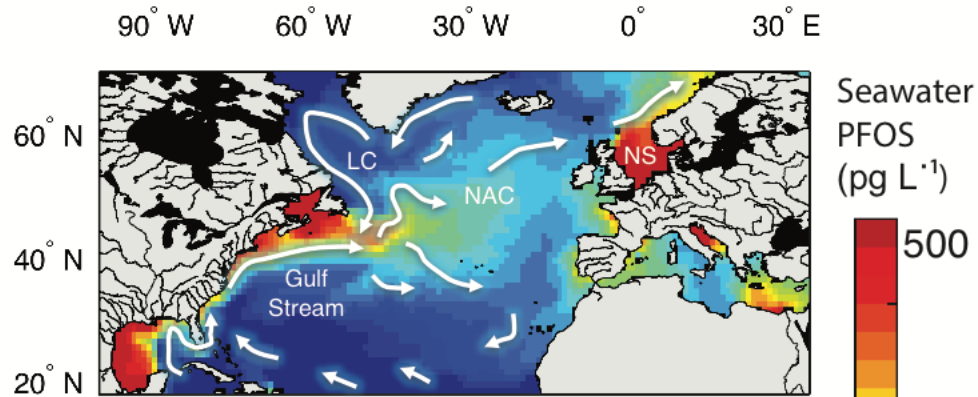 90° W 60° W 30° W 0° 30° E
Seawater
PFOS
(pg L⁻¹)
60° N
LC
NS
NAC
500
40° N
Gulf
Stream
20° N